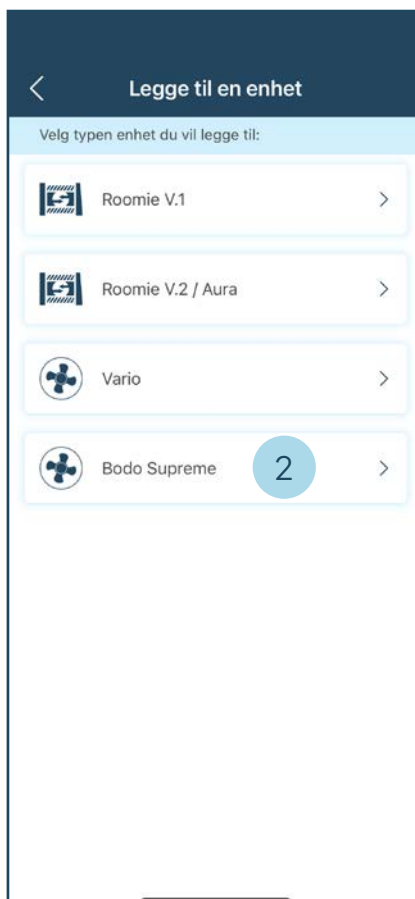 Legge til en enhet
Velg typen enhet du vil legge til:
Roomie V.1
Roomie V.2 / Aura
Vario
Bodo Supreme 2